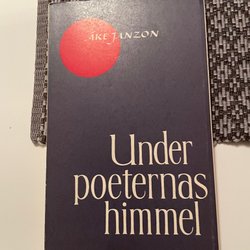 ÅKE JANZON
Under
poeternas
himmel